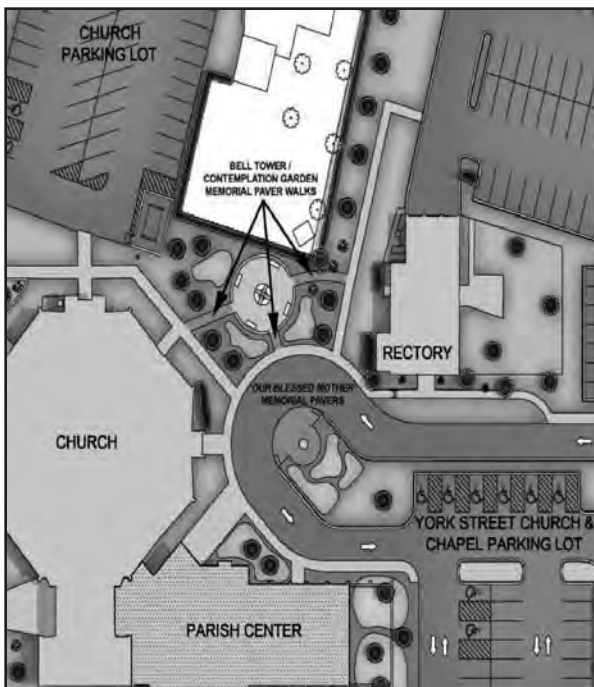 CHURCH
PARKING LOT
BELL TOWER /
CONTEMPLATION GARDEN
MEMORIAL PAVER WALKS
RECTORY
OUR BLESSED MOTHER
MEMORIAL PAVERS
CHURCH
YORK STREET CHURCH &
CHAPEL PARKING LOT
PARISH CENTER